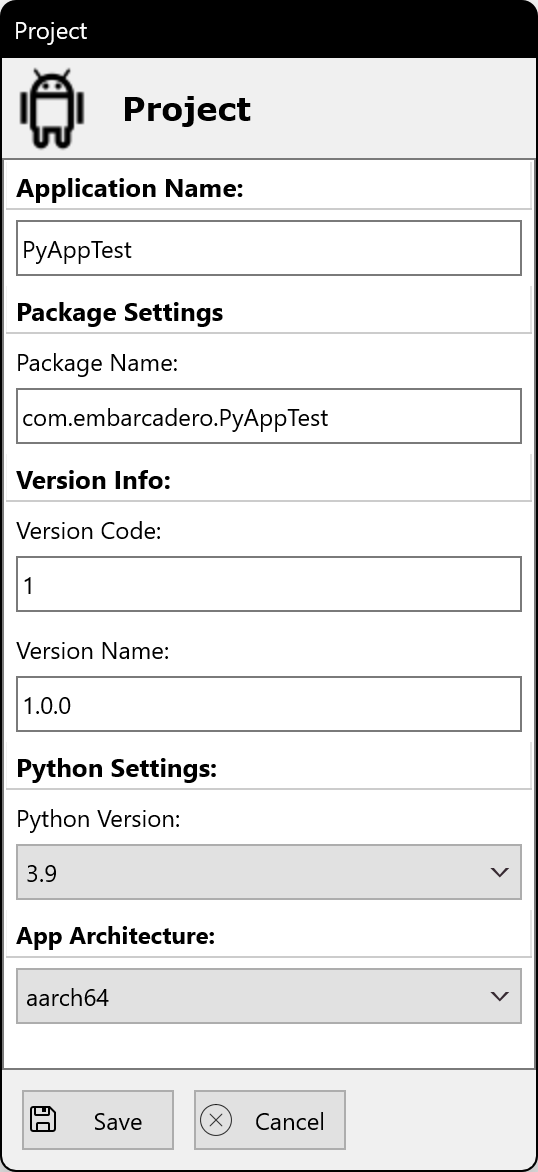 Project
Project
Application Name:
PyAppTest
Package Settings
Package Name:
com.embarcadero.PyAppTest
Version Info:
Version Code:
1
Version Name:
1.0.0
Python Settings:
Python Version:
3.9
App Architecture:
aarch64
Save Cancel